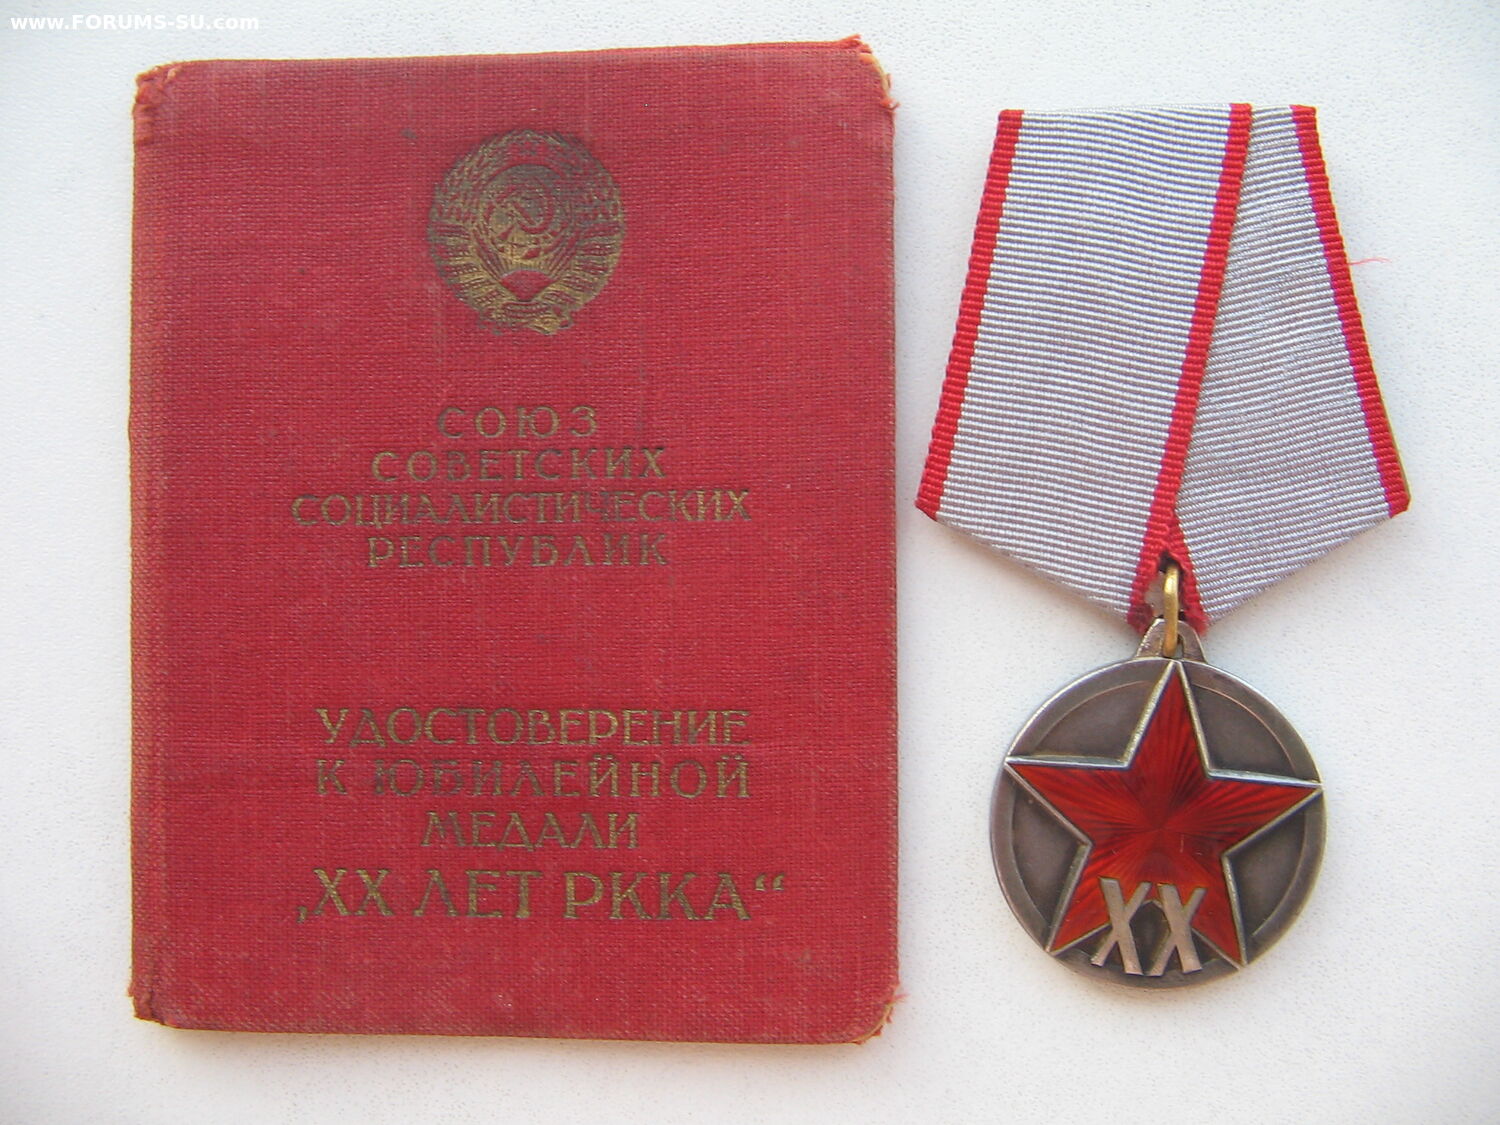 www.FORUMS-SU.com
СОЮЗ
СОВЕТСКИХ
СОЦИАЛИСТИЧЕСКИХ
РЕСПУБЛИК
УДОСТОВЕРЕНИЕ
К ЮБИЛЕЙНОЙ
МЕДАЛИ
„XX ЛЕТ РККА“
XX